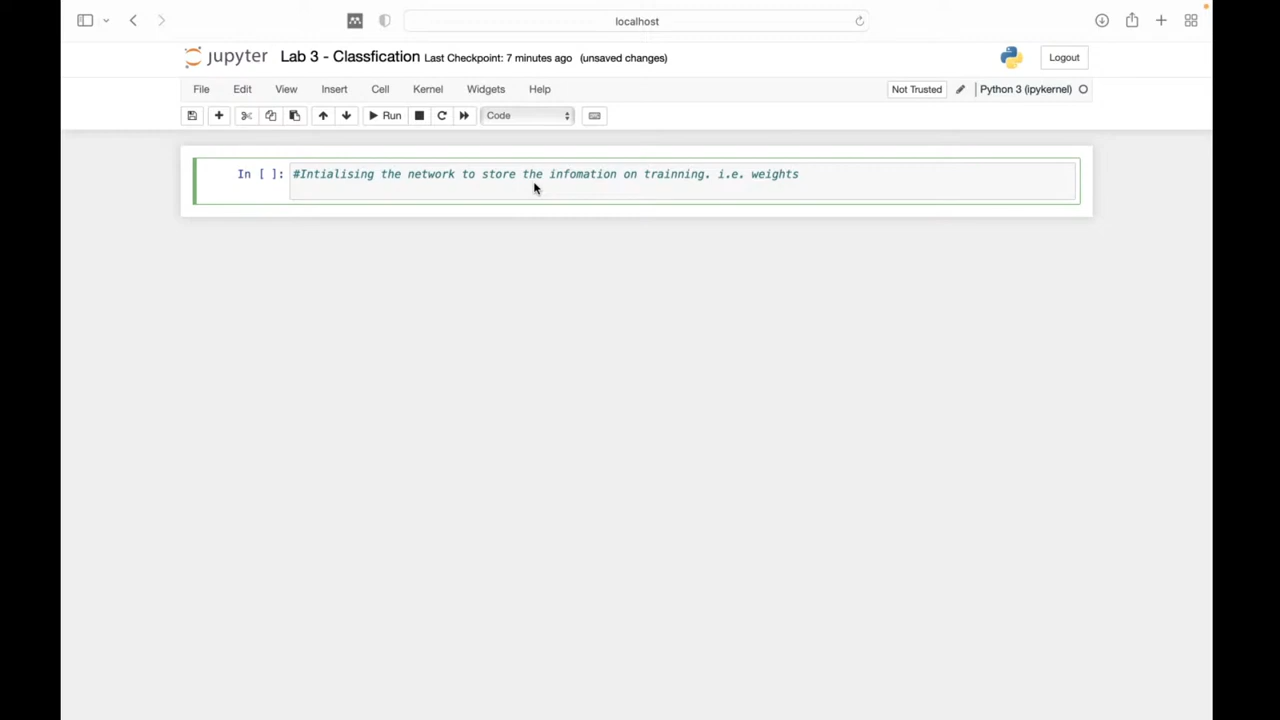 localhost
jupyter Lab 3 - Classfication Last Checkpoint: 7 minutes ago (unsaved changes)
Logout
File Edit View Insert Cell Kernel Widgets Help
Not Trusted Python 3 (ipykernel)
Run Code
In [ ]: #Intialising the network to store the infomation on trainning. i.e. weights